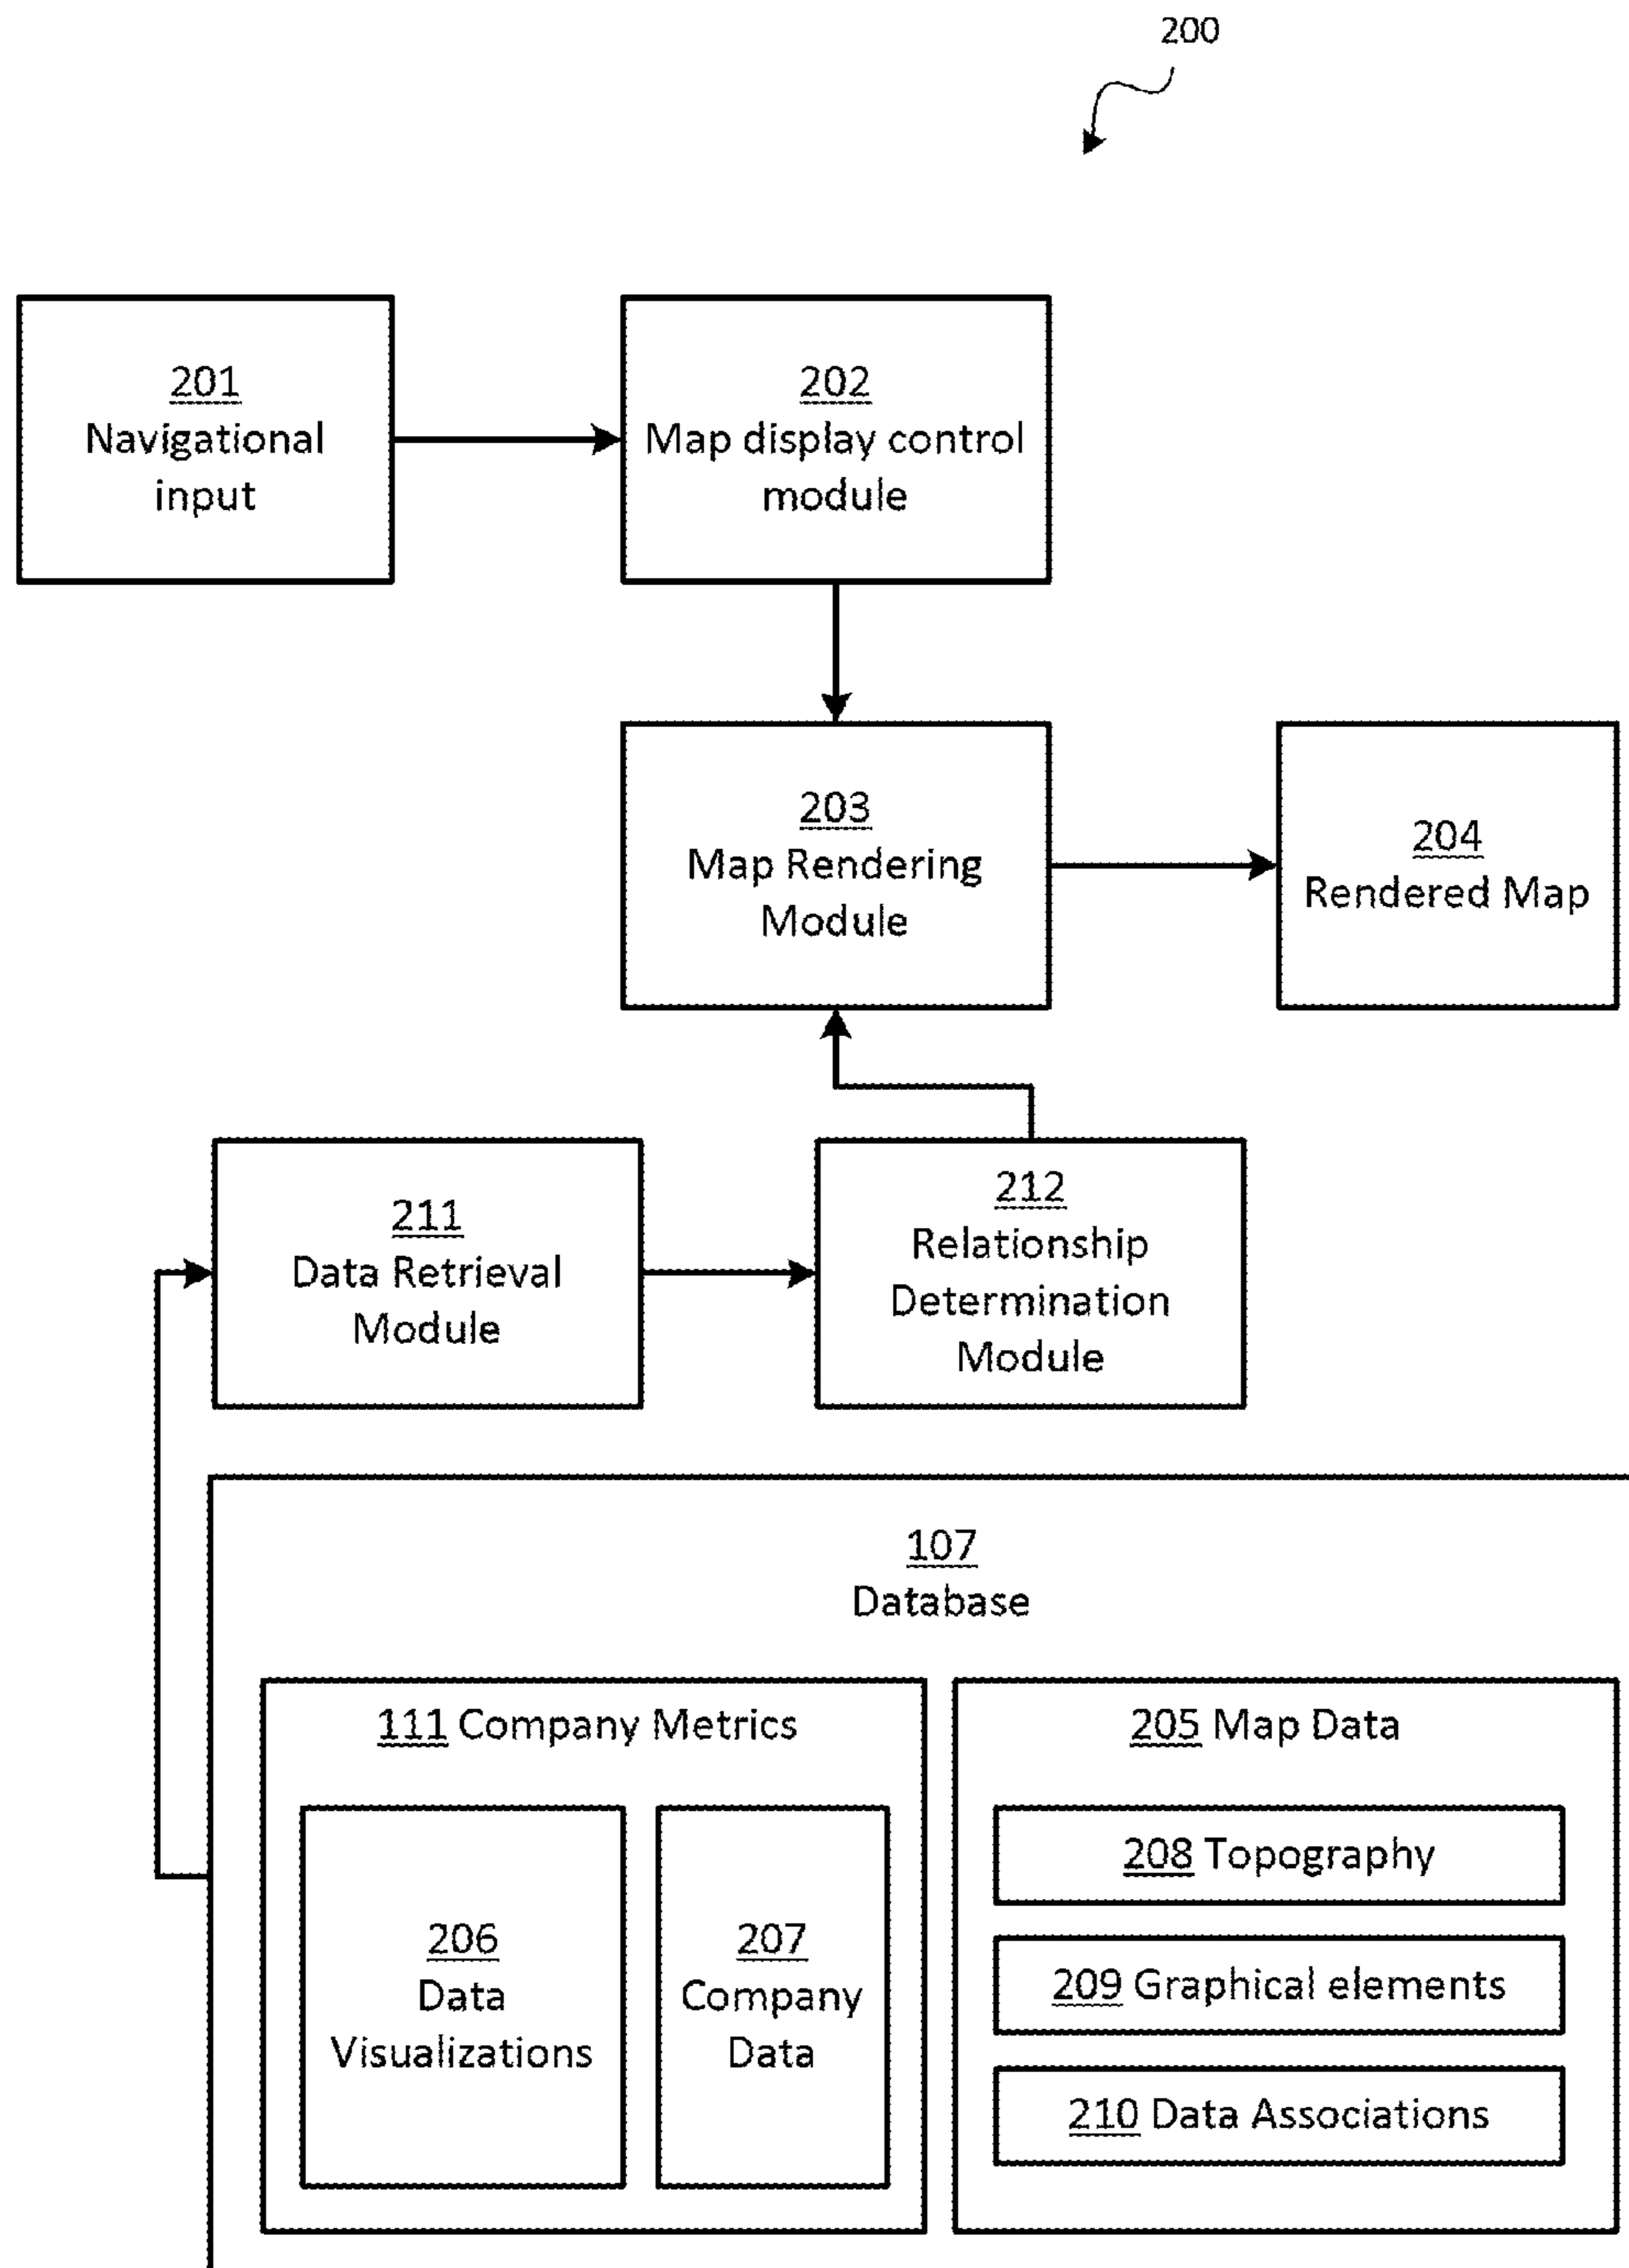 200
201
Navigational
input
202
Map display control
module
203
Map Rendering
Module
204
Rendered Map
211
Data Retrieval
Module
212
Relationship
Determination
Module
107
Database
111 Company Metrics
206
Data
Visualizations
207
Company
Data
205 Map Data
208 Topography
209 Graphical elements
210 Data Associations